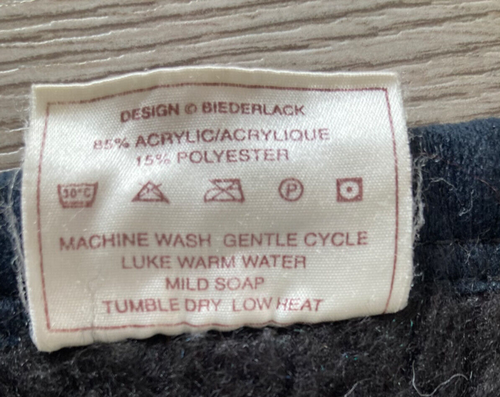 DESIGN © BIEDERLACK
85% ACRYLIC/ACRYLIQUE
15% POLYESTER
30°C P
MACHINE WASH GENTLE CYCLE
LUKE WARM WATER
MILD SOAP
TUMBLE DRY LOW HEAT